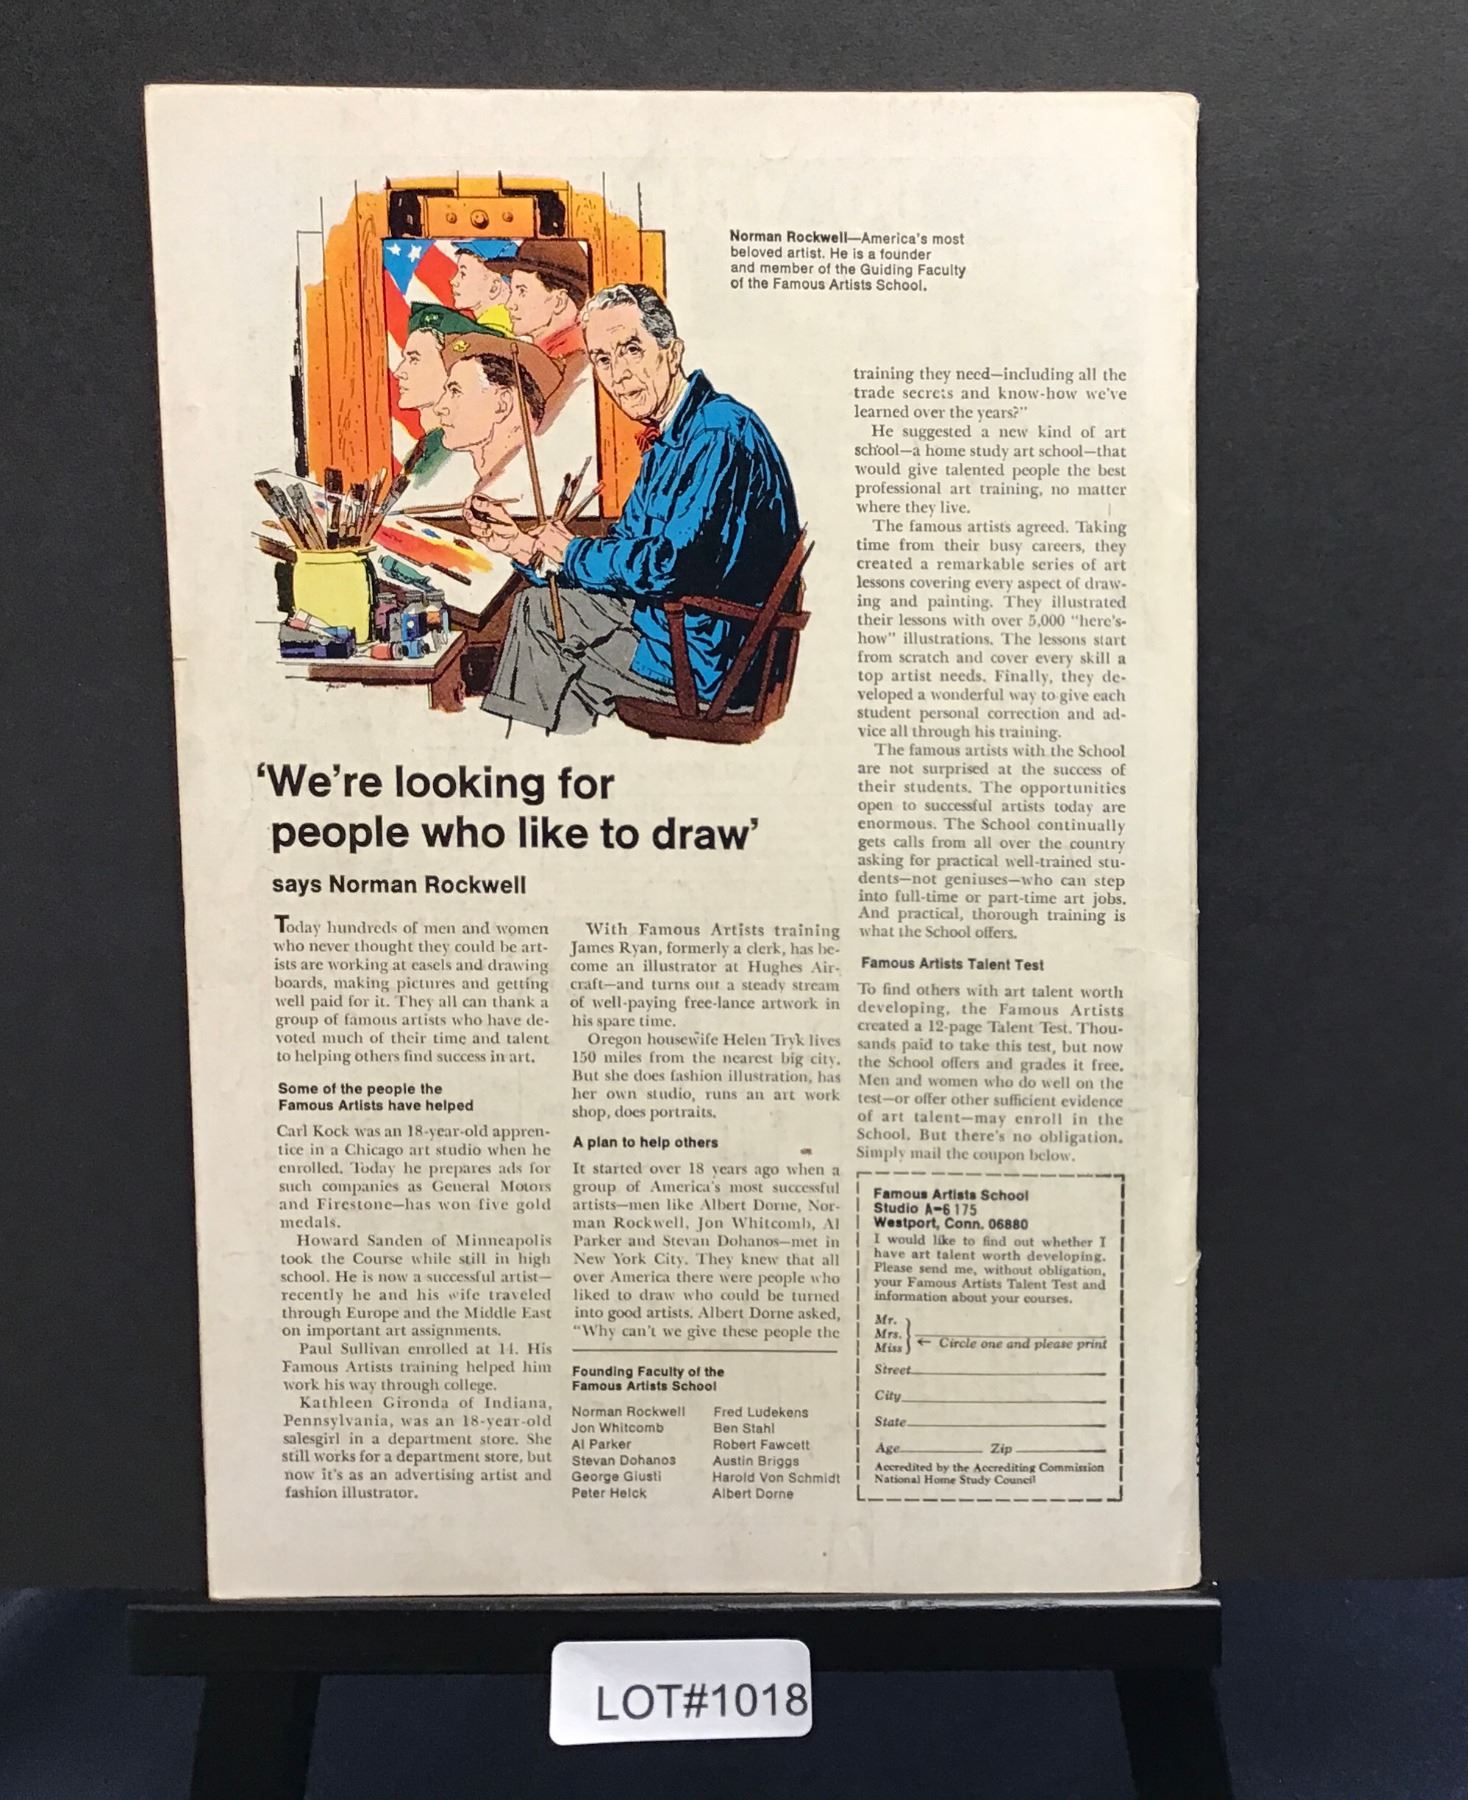 Norman Rockwell—America's most
beloved artist. He is a founder
and member of the Guiding Faculty
of the Famous Artists School.
'We're looking for
people who like to draw'
says Norman Rockwell
Today hundreds of men and women
who never thought they could be art-
ists are working at easels and drawing
boards, making pictures and getting
well paid for it. They all can thank a
group of famous artists who have de-
voted much of their time and talent
to helping others find success in art.
Some of the people the
Famous Artists have helped
Carl Kock was an 18-year-old appren-
tice in a Chicago art studio when he
enrolled. Today he prepares ads for
such companies as General Motors
and Firestone—has won five gold
medals.
Howard Sanden of Minneapolis
took the Course while still in high
school. He is now a successful artist—
recently he and his wife traveled
through Europe and the Middle East
on important art assignments.
Paul Sullivan enrolled at 14. His
Famous Artists training helped him
work his way through college.
Kathleen Gironda of Indiana,
Pennsylvania, was an 18-year-old
salesgirl in a department store. She
still works for a department store, but
now it's as an advertising artist and
fashion illustrator.
With Famous Artists training
James Ryan, formerly a clerk, has be-
come an illustrator at Hughes Air-
craft—and turns out a steady stream
of well-paying free-lance artwork in
his spare time.
Oregon housewife Helen Tryk lives
150 miles from the nearest big city.
But she does fashion illustration, has
her own studio, runs an art work
shop, does portraits.
A plan to help others
It started over 18 years ago when a
group of America's most successful
artists—men like Albert Dorne, Nor-
man Rockwell, Jon Whitcomb, Al
Parker and Stevan Dohanos—met in
New York City. They knew that all
over America there were people who
liked to draw who could be turned
into good artists. Albert Dorne asked,
"Why can't we give these people the
Founding Faculty of the
Famous Artists School
Norman Rockwell
Jon Whitcomb
Al Parker
Stevan Dohanos
George Giusti
Peter Helck
Fred Ludekens
Ben Stahl
Robert Fawcett
Austin Briggs
Harold Von Schmidt
Albert Dorne
training they need—including all the
trade secrets and know-how we've
learned over the years?"
He suggested a new kind of art
school—a home study art school—that
would give talented people the best
professional art training, no matter
where they live.
The famous artists agreed. Taking
time from their busy careers, they
created a remarkable series of art
lessons covering every aspect of draw-
ing and painting. They illustrated
their lessons with over 5,000 "here's-
how" illustrations. The lessons start
from scratch and cover every skill a
top artist needs. Finally, they de-
veloped a wonderful way to give each
student personal correction and ad-
vice all through his training.
The famous artists with the School
are not surprised at the success of
their students. The opportunities
open to successful artists today are
enormous. The School continually
gets calls from all over the country
asking for practical well-trained stu-
dents—not geniuses—who can step
into full-time or part-time art jobs.
And practical, thorough training is
what the School offers.
Famous Artists Talent Test
To find others with art talent worth
developing, the Famous Artists
created a 12-page Talent Test. Thou-
sands paid to take this test, but now
the School offers and grades it free.
Men and women who do well on the
test—or offer other sufficient evidence
of art talent—may enroll in the
School. But there's no obligation.
Simply mail the coupon below.
Famous Artists School
Studio A-6175
Westport, Conn. 06880
I would like to find out whether I
have art talent worth developing.
Please send me, without obligation,
your Famous Artists Talent Test and
information about your courses.
Mr.
Mrs.
Miss
← Circle one and please print
Street
City
State
Age Zip
Accredited by the Accrediting Commission
National Home Study Council
LOT#1018